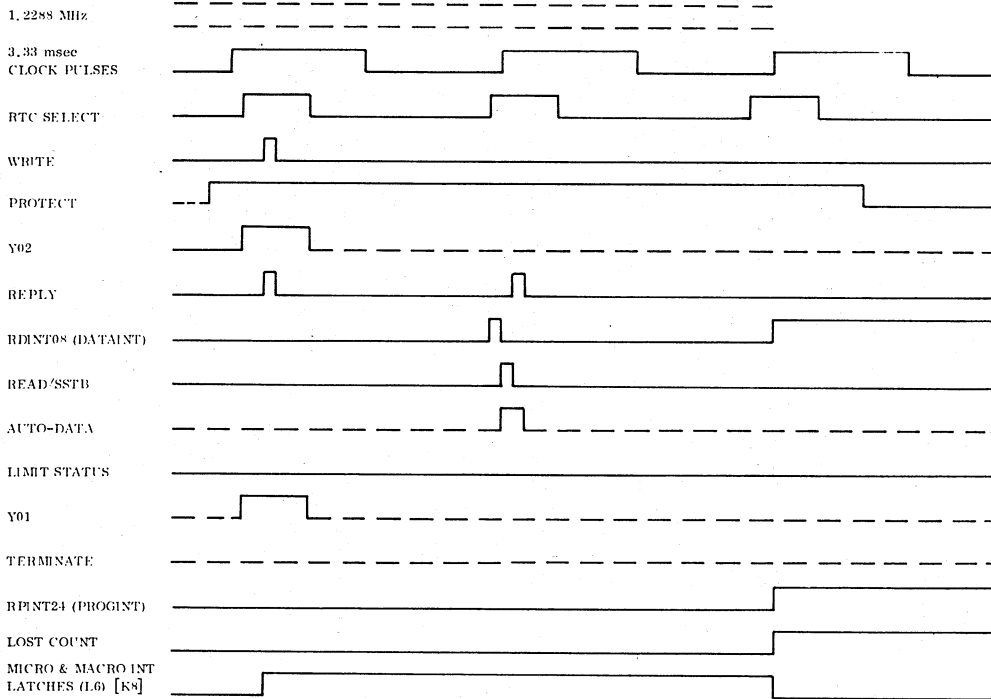 1.2288 MHz
3.33 msec
CLOCK PULSES
RTC SELECT
WRITE
PROTECT
Y02
REPLY
RDINT08 (DATAINT)
READ/SSTB
AUTO-DATA
LIMIT STATUS
Y01
TERMINATE
RPINT24 (PROGINT)
LOST COUNT
MICRO & MACRO INT
LATCHES (L6) [K8]